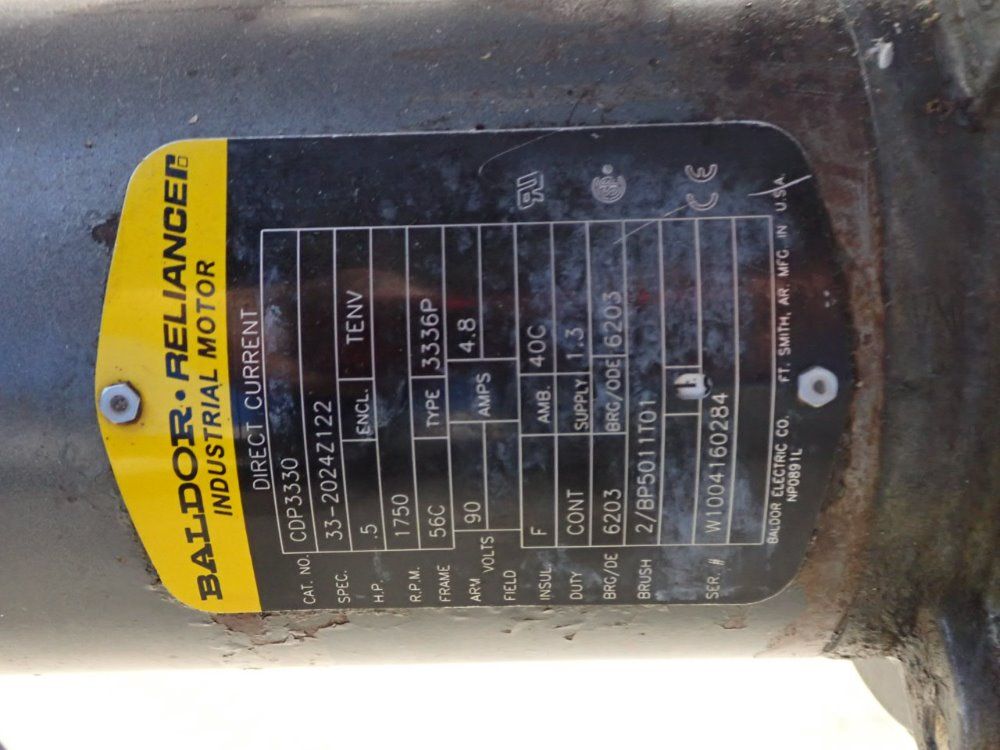 BALDOR•RELIANCER
INDUSTRIAL MOTOR
DIRECT CURRENT
CAT. NO. CDP3330
SPEC. 33-2024Z122
H.P. .5 ENCL. TENV
R.P.M. 1750
FRAME 56C TYPE 3336P
ARM VOLTS 90 AMPS 4.8
FIELD
INSUL. F AMB. 40C
DUTY CONT SUPPLY 1.3
BRG/DE 6203 BRG/ODE 6203
BRUSH 2/BP5011T01
SER. # W1004160284
BALDOR ELECTRIC CO. FT. SMITH, AR. MFG IN U.S.A.
NP0891L
CE